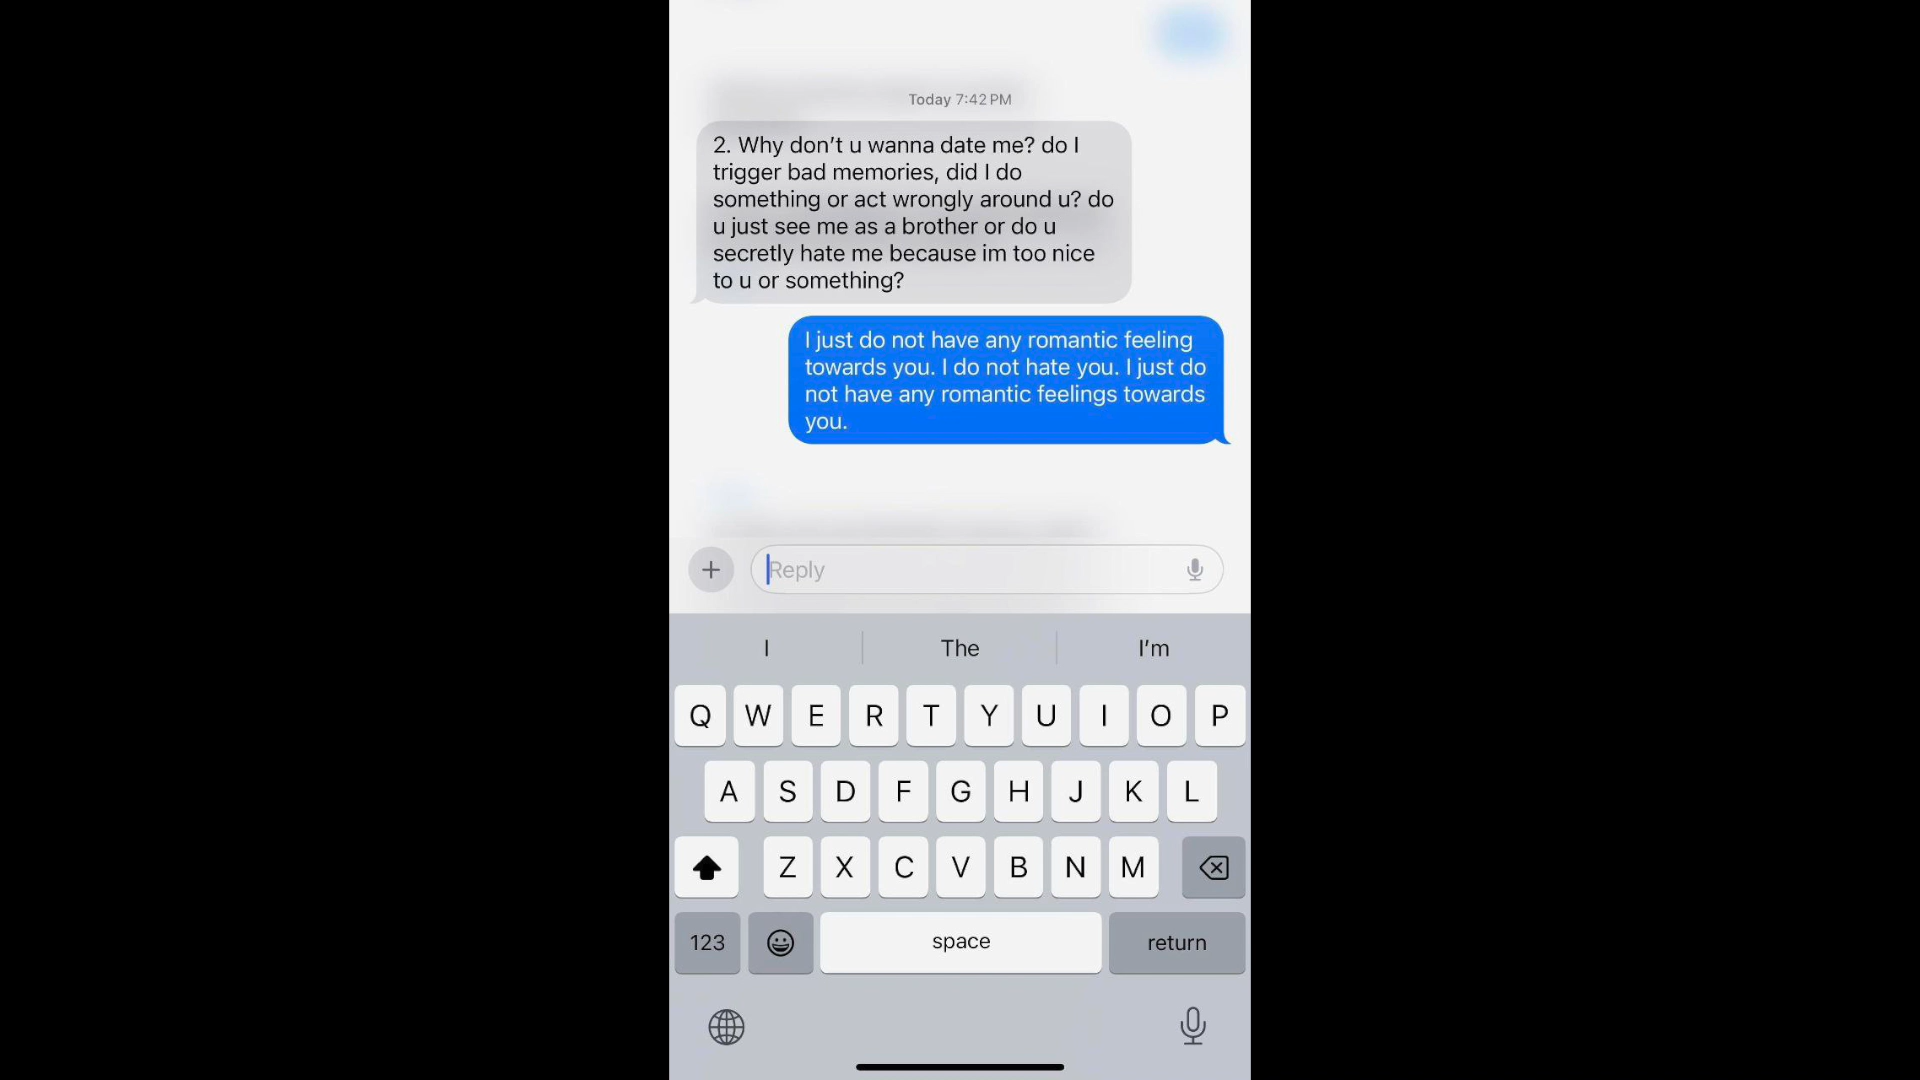 Today 7:42 PM
2. Why don’t u wanna date me? do I
trigger bad memories, did I do
something or act wrongly around u? do
u just see me as a brother or do u
secretly hate me because im too nice
to u or something?
I just do not have any romantic feeling
towards you. I do not hate you. I just do
not have any romantic feelings towards
you.
Reply
I The I’m
Q W E R T Y U I O P
A S D F G H J K L
Z X C V B N M
123 space return